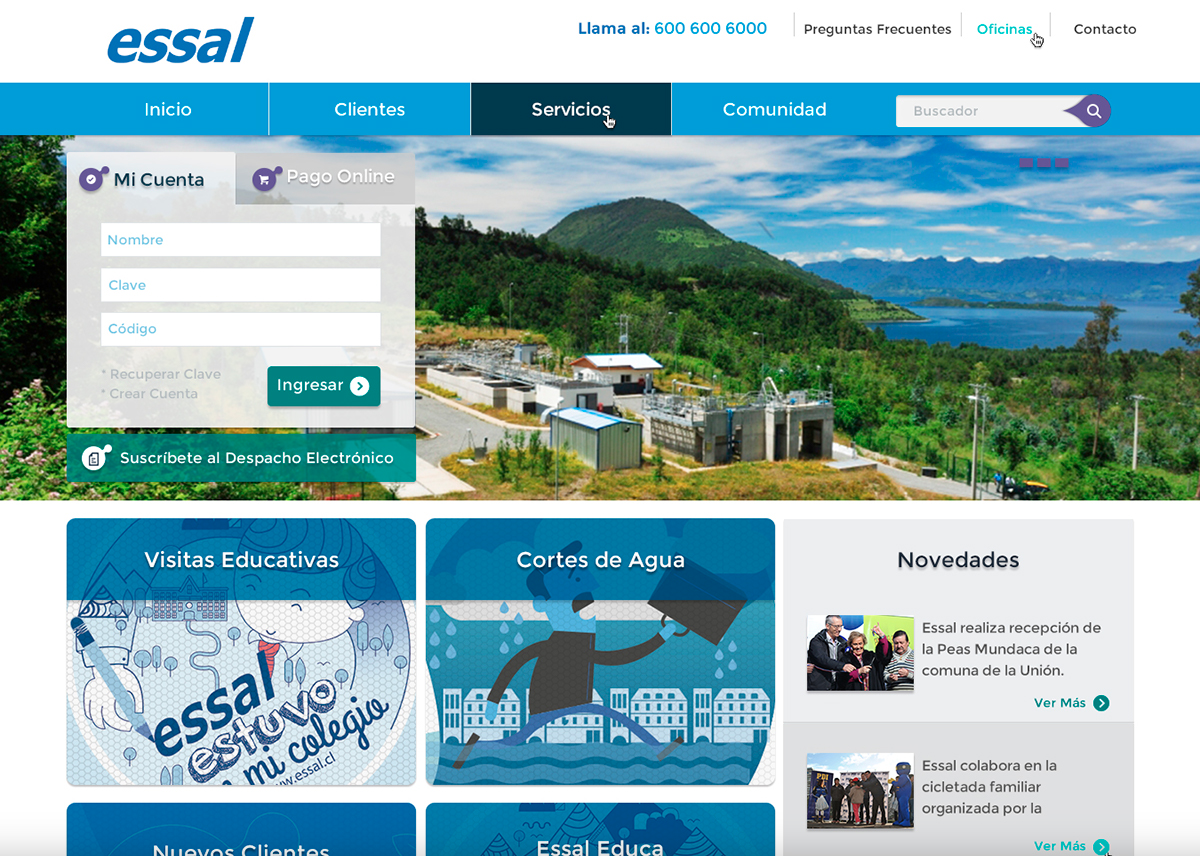 essal
Llama al: 600 600 6000
Preguntas Frecuentes
Oficinas
Contacto
Inicio
Clientes
Servicios
Comunidad
Buscador
Mi Cuenta
Pago Online
Nombre
Clave
Código
* Recuperar Clave
* Crear Cuenta
Ingresar
Suscríbete al Despacho Electrónico
Visitas Educativas
essal
estuvo
mi colegio
www.essal.cl
Cortes de Agua
Novedades
Essal realiza recepción de
la Peas Mundaca de la
comuna de la Unión.
Ver Más
Essal colabora en la
cicletada familiar
organizada por la
Ver Más
Nuevos Clientes
Essal Educa